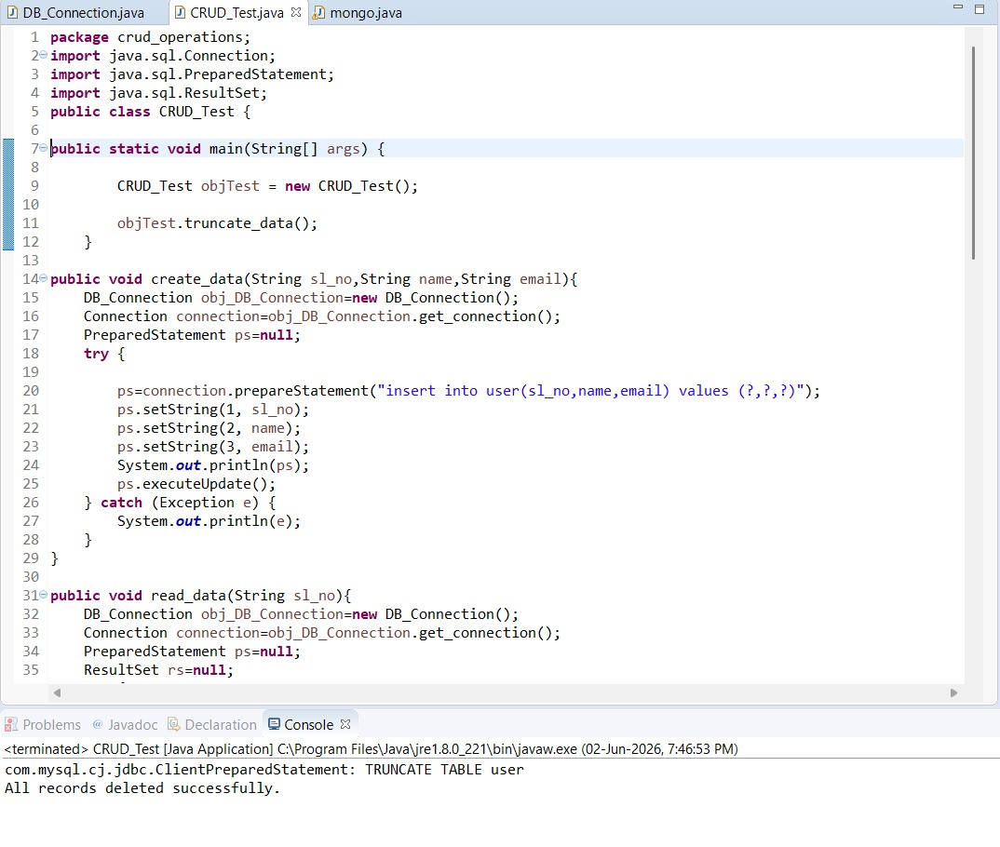 DB_Connection.java CRUD_Test.java mongo.java
1 package crud_operations;
2 import java.sql.Connection;
3 import java.sql.PreparedStatement;
4 import java.sql.ResultSet;
5 public class CRUD_Test {
6
7 public static void main(String[] args) {
8
9 CRUD_Test objTest = new CRUD_Test();
10
11 objTest.truncate_data();
12 }
13
14 public void create_data(String sl_no,String name,String email){
15 DB_Connection obj_DB_Connection=new DB_Connection();
16 Connection connection=obj_DB_Connection.get_connection();
17 PreparedStatement ps=null;
18 try {
19
20 ps=connection.prepareStatement("insert into user(sl_no,name,email) values (?,?,?)");
21 ps.setString(1, sl_no);
22 ps.setString(2, name);
23 ps.setString(3, email);
24 System.out.println(ps);
25 ps.executeUpdate();
26 } catch (Exception e) {
27 System.out.println(e);
28 }
29 }
30
31 public void read_data(String sl_no){
32 DB_Connection obj_DB_Connection=new DB_Connection();
33 Connection connection=obj_DB_Connection.get_connection();
34 PreparedStatement ps=null;
35 ResultSet rs=null;
Problems @ Javadoc Declaration Console
<terminated> CRUD_Test [Java Application] C:\Program Files\Java\jre1.8.0_221\bin\javaw.exe (02-Jun-2026, 7:46:53 PM)
com.mysql.cj.jdbc.ClientPreparedStatement: TRUNCATE TABLE user
All records deleted successfully.